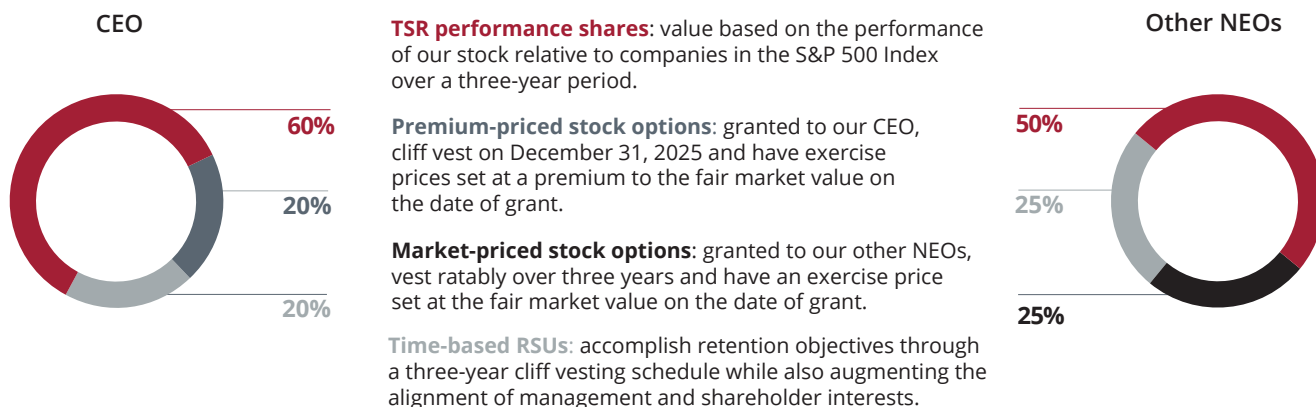 CEO
60%
20%
20%
TSR performance shares: value based on the performance
of our stock relative to companies in the S&P 500 Index
over a three-year period.
Premium-priced stock options: granted to our CEO,
cliff vest on December 31, 2025 and have exercise
prices set at a premium to the fair market value on
the date of grant.
Market-priced stock options: granted to our other NEOs,
vest ratably over three years and have an exercise price
set at the fair market value on the date of grant.
Time-based RSUs: accomplish retention objectives through
a three-year cliff vesting schedule while also augmenting the
alignment of management and shareholder interests.
Other NEOs
50%
25%
25%